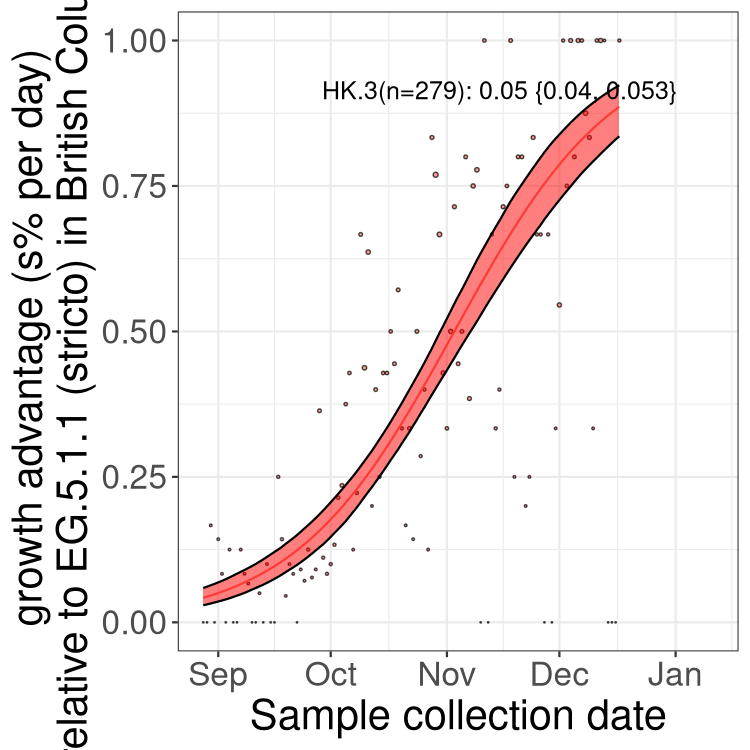 growth advantage (s% per day)
relative to EG.5.1.1 (stricto) in British Colu
1.00
0.75
0.50
0.25
0.00
HK.3(n=279): 0.05 {0.04, 0.053}
Sep Oct Nov Dec Jan
Sample collection date